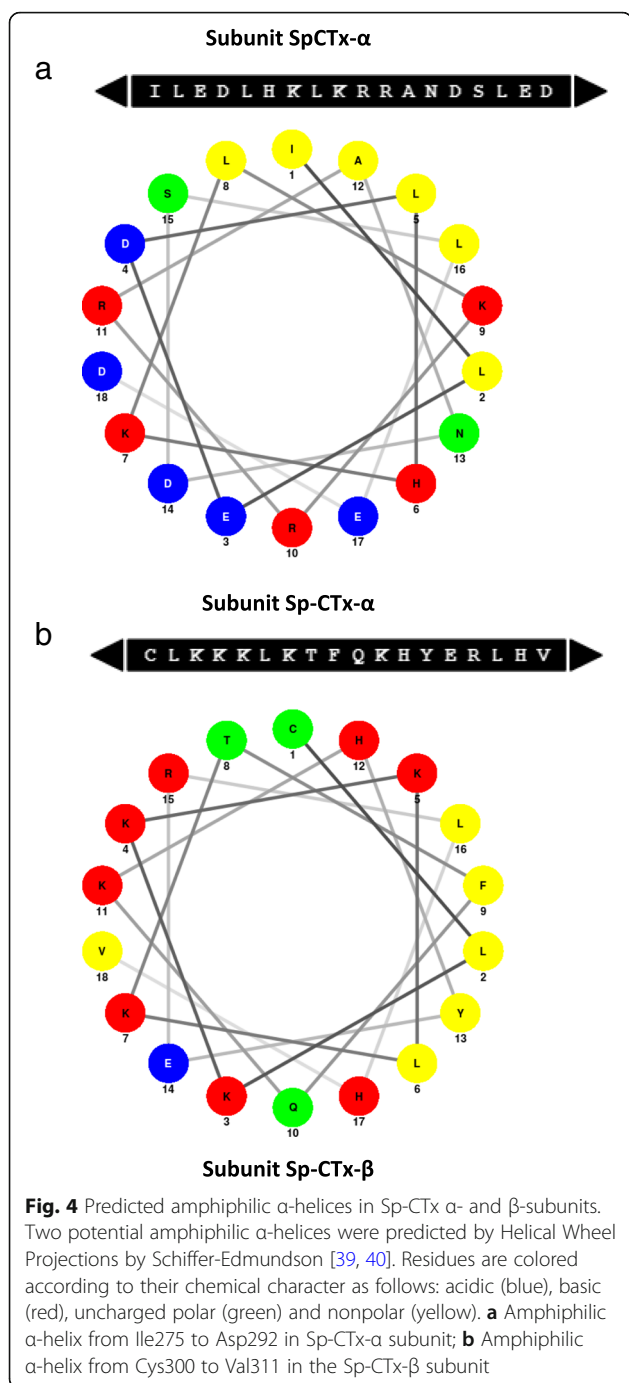 Subunit SpCTx-α
a
I L E D L H K L K R R A N D S L E D
L I A
8 1 12
S L
15 5
D L
4 16
R K
11 9
D L
18 2
K N
7 13
D H
14 6
E R E
3 10 17
Subunit Sp-CTx-α
b
C L K K K L K T F Q K H Y E R L H V
T C H
8 1 12
R K
15 5
K L
4 16
K F
11 9
V L
18 2
K Y
7 13
E L
14 6
K Q H
3 10 17
Subunit Sp-CTx-β
Fig. 4 Predicted amphiphilic α-helices in Sp-CTx α- and β-subunits.
Two potential amphiphilic α-helices were predicted by Helical Wheel
Projections by Schiffer-Edmundson [39, 40]. Residues are colored
according to their chemical character as follows: acidic (blue), basic
(red), uncharged polar (green) and nonpolar (yellow). a Amphiphilic
α-helix from Ile275 to Asp292 in Sp-CTx-α subunit; b Amphiphilic
α-helix from Cys300 to Val311 in the Sp-CTx-β subunit